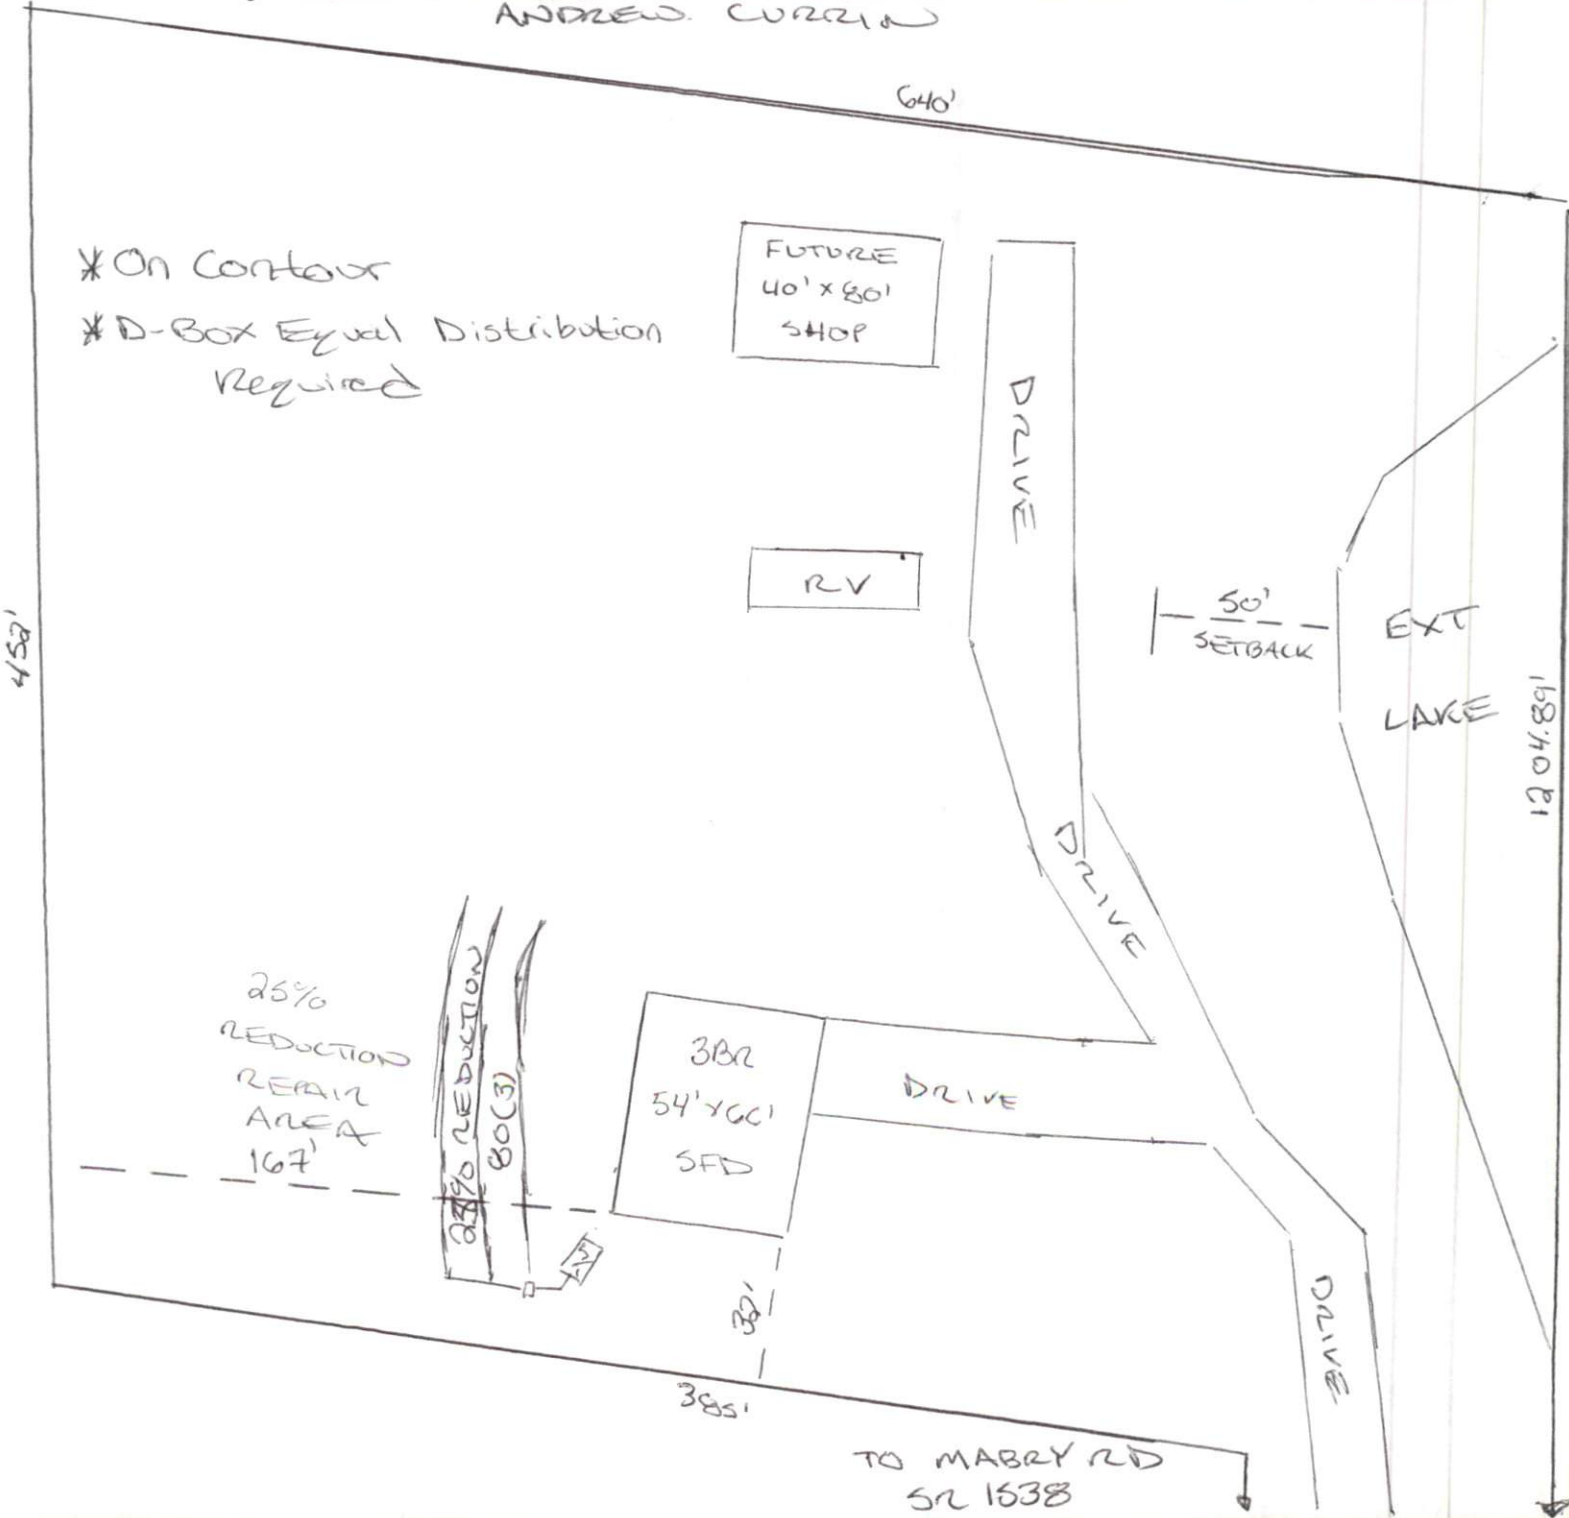 ANDREW CURRIN
640'
* On Contour
* D-Box Equal Distribution
Required
FUTURE
40' x 80'
SHOP
DRIVE
RV
50'
SETBACK
EXT
LAKE
452'
1204.89'
DRIVE
25%
REDUCTION
REPAIR
AREA
167'
25% REDUCTION
80(3)
3BR
SFD
DRIVE
32'
DRIVE
385'
TO MABRY RD
SR 1538